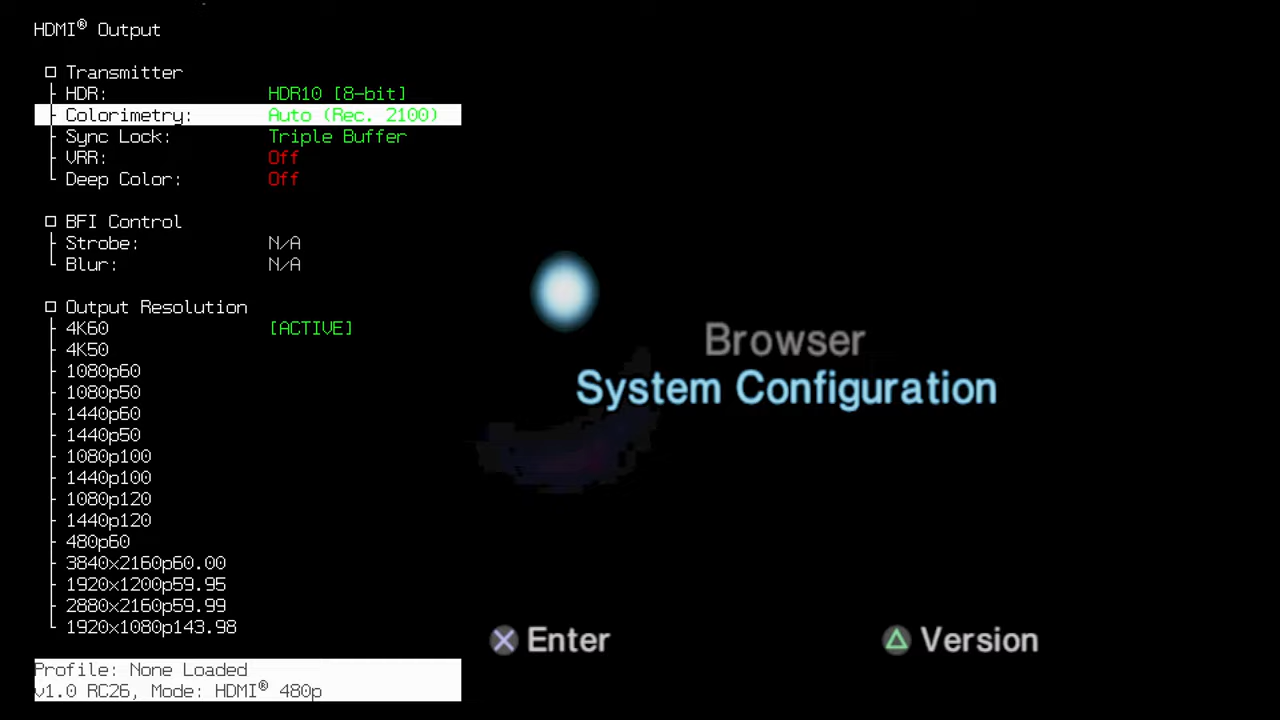 HDMI® Output
Transmitter
HDR: HDR10 [8-bit]
Colorimetry: Auto (Rec. 2100)
Sync Lock: Triple Buffer
VRR: Off
Deep Color: Off
BFI Control
Strobe: N/A
Blur: N/A
Output Resolution
4K60 [ACTIVE]
4K50
1080p60
1080p50
1440p60
1440p50
1080p100
1440p100
1080p120
1440p120
480p60
3840x2160p60.00
1920x1200p59.95
2880x2160p59.99
1920x1080p143.98
Profile: None Loaded
v1.0 RC26, Mode: HDMI® 480p
Browser
System Configuration
Enter
Version